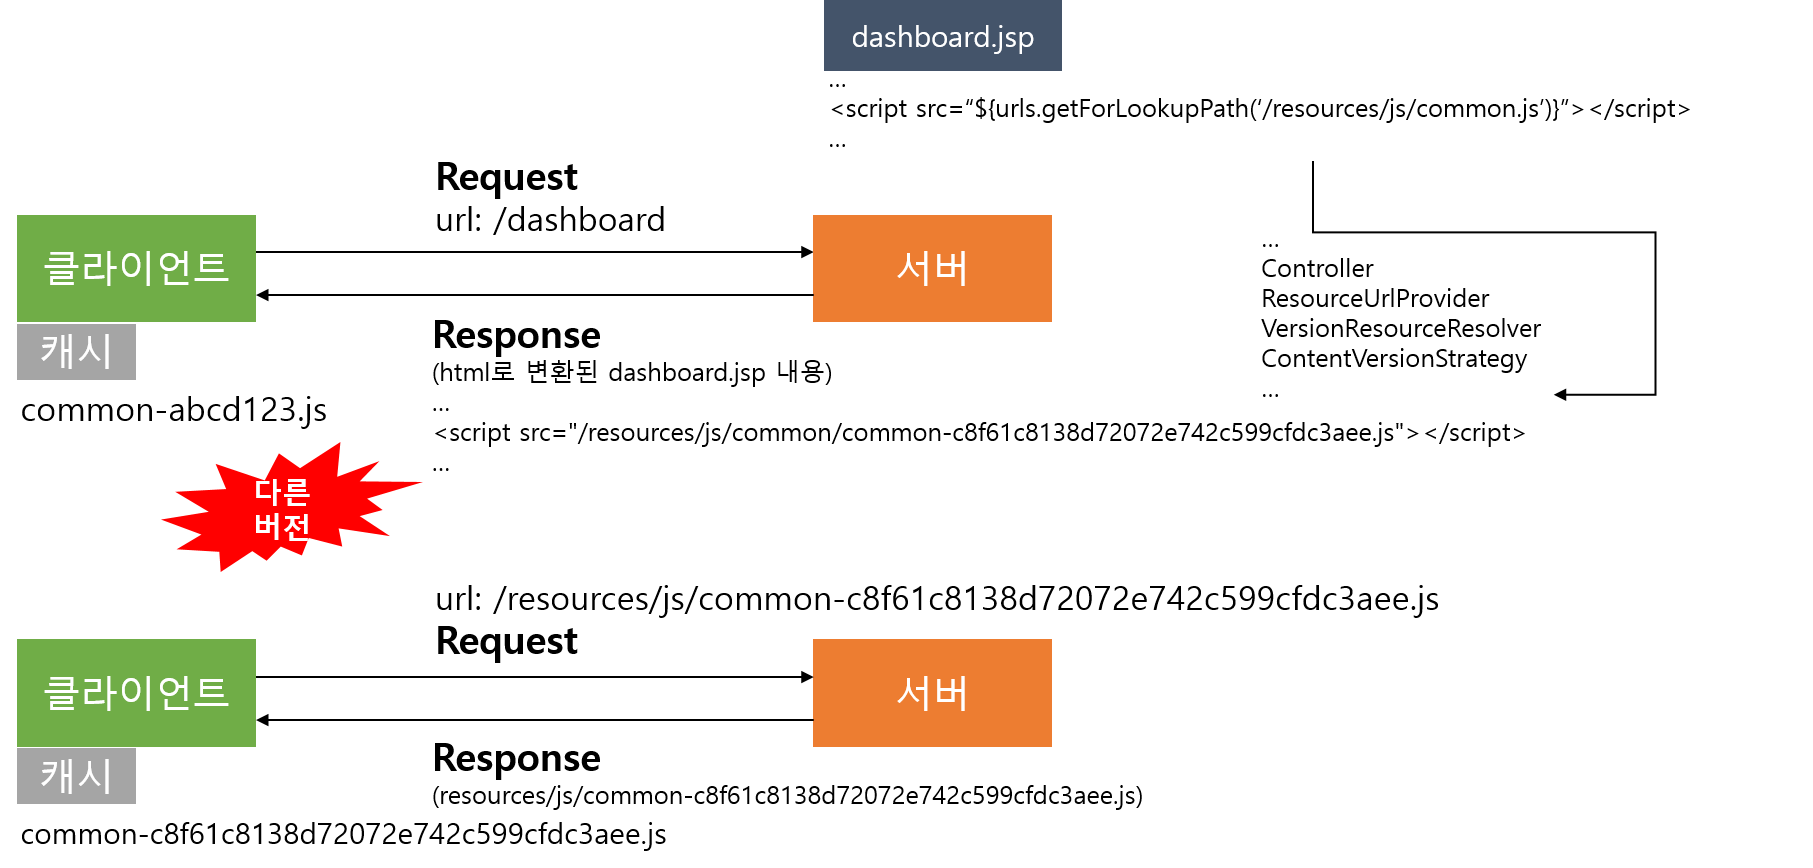 dashboard.jsp
...
<script src=“${urls.getForLookupPath(‘/resources/js/common.js’)}”></script>
...
Request
url: /dashboard
클라이언트
서버
캐시
common-abcd123.js
...
Controller
ResourceUrlProvider
VersionResourceResolver
ContentVersionStrategy
...
Response
(html로 변환된 dashboard.jsp 내용)
...
<script src="/resources/js/common/common-c8f61c8138d72072e742c599cfdc3aee.js"></script>
...
다른
버전
url: /resources/js/common-c8f61c8138d72072e742c599cfdc3aee.js
Request
클라이언트
서버
캐시
Response
(resources/js/common-c8f61c8138d72072e742c599cfdc3aee.js)
common-c8f61c8138d72072e742c599cfdc3aee.js